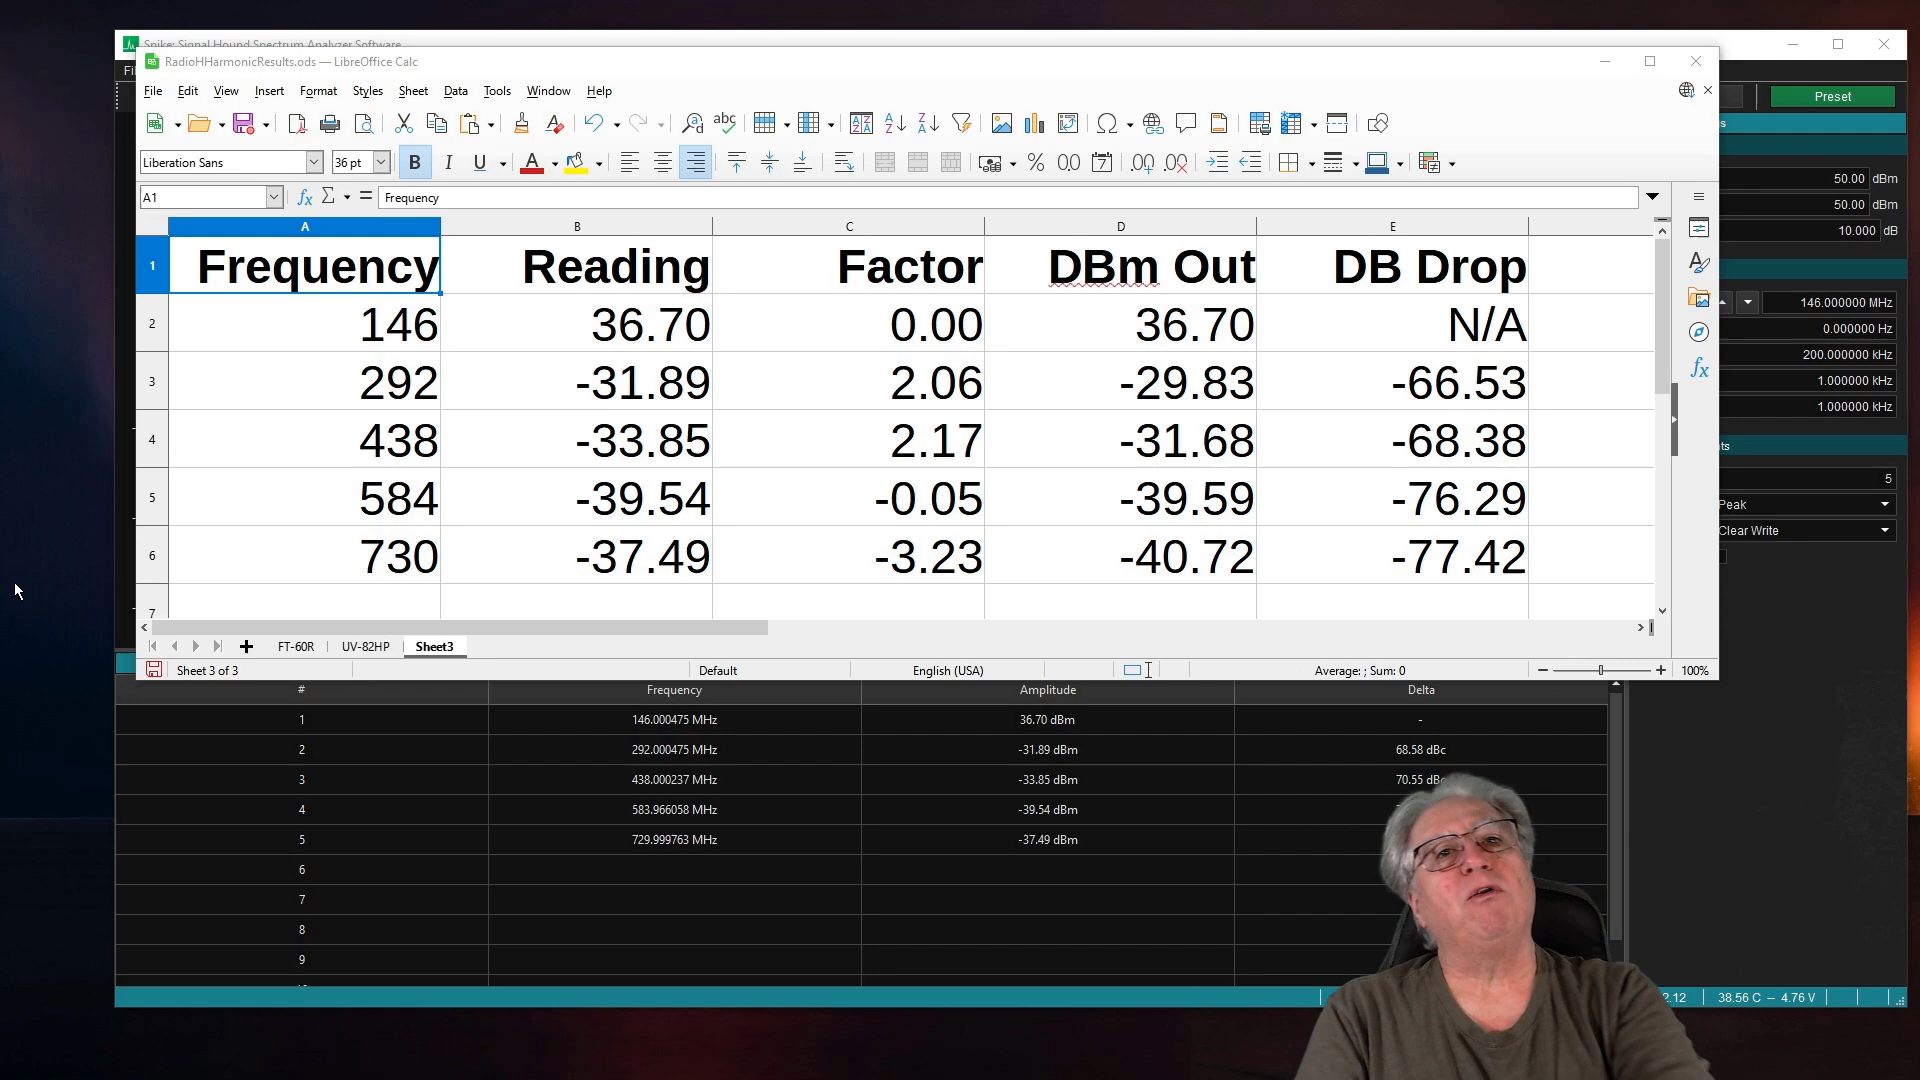 Spike: Signal Hound Spectrum Analyzer Software
RadioHHarmonicResults.ods — LibreOffice Calc
File Edit View Insert Format Styles Sheet Data Tools Window Help
Preset
Liberation Sans 36 pt
A1 Frequency
50.00 dBm
50.00 dBm
10.000 dB
146.000000 MHz
0.000000 Hz
200.000000 kHz
1.000000 kHz
1.000000 kHz
5
Peak
Clear Write
A B C D E
1 Frequency Reading Factor DBm Out DB Drop
2 146 36.70 0.00 36.70 N/A
3 292 -31.89 2.06 -29.83 -66.53
4 438 -33.85 2.17 -31.68 -68.38
5 584 -39.54 -0.05 -39.59 -76.29
6 730 -37.49 -3.23 -40.72 -77.42
7
FT-60R UV-82HP Sheet3
Sheet 3 of 3 Default English (USA) Average: ; Sum: 0 100%
# Frequency Amplitude Delta
1 146.000475 MHz 36.70 dBm -
2 292.000475 MHz -31.89 dBm 68.58 dBc
3 438.000237 MHz -33.85 dBm 70.55
4 583.966058 MHz -39.54 dBm
5 729.999763 MHz -37.49 dBm
6
7
8
9
2.12 38.56 C -- 4.76 V